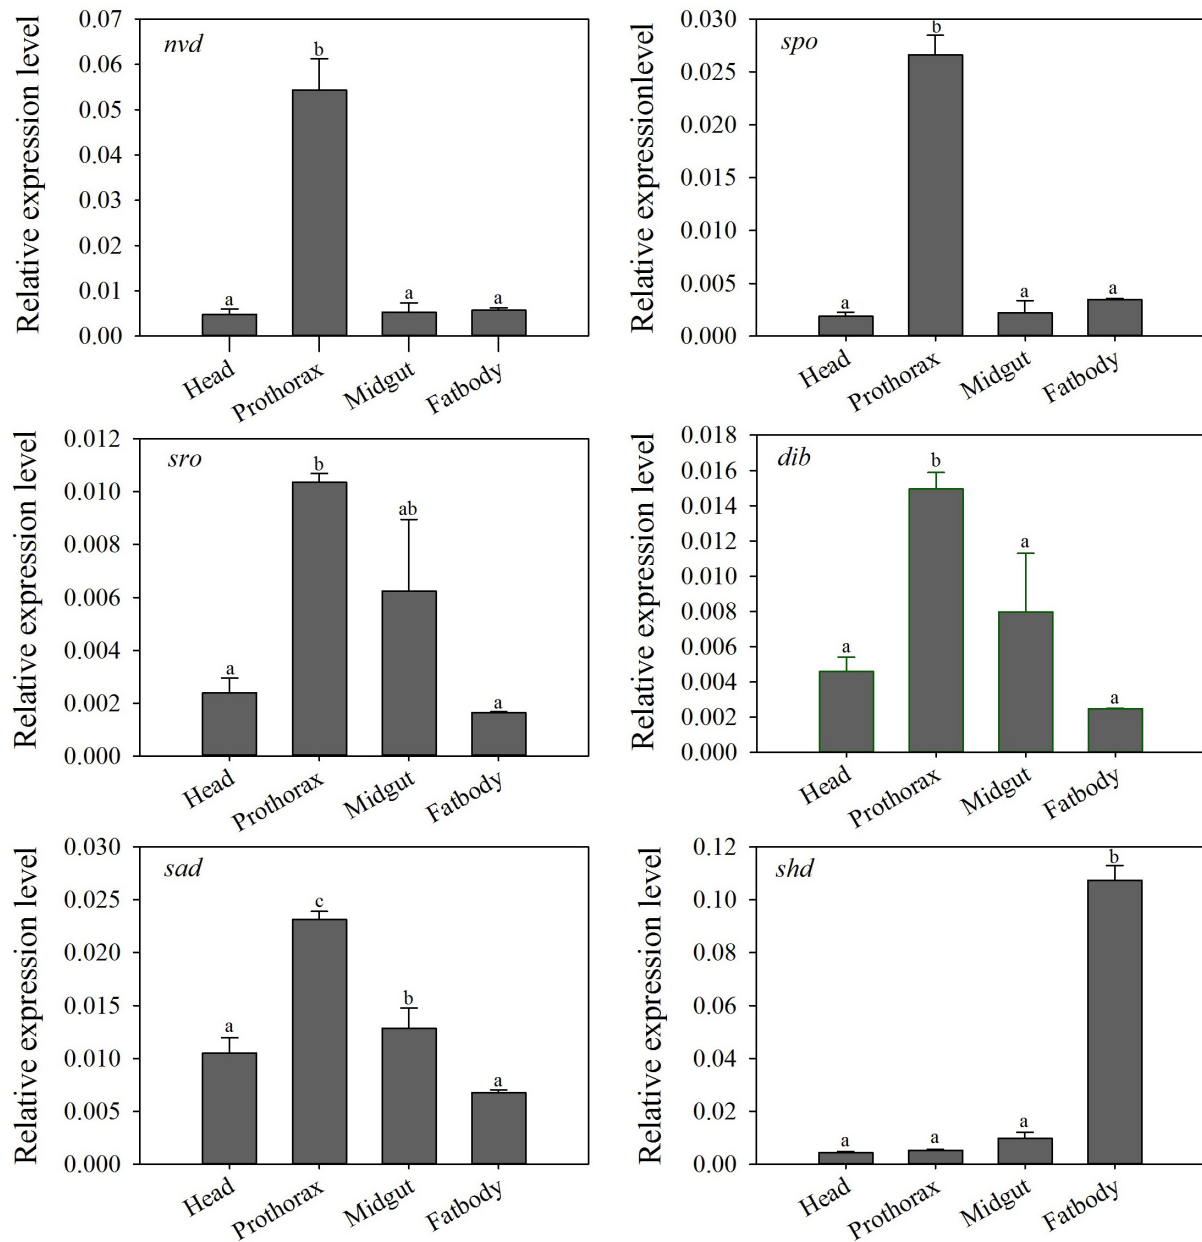 Relative expression level
0.07
0.06
0.05
0.04
0.03
0.02
0.01
0.00
nvd
a
b
a
a
Head
Prothorax
Midgut
Fatbody
Relative expressionlevel
0.030
0.025
0.020
0.015
0.010
0.005
0.000
spo
a
b
a
a
Head
Prothorax
Midgut
Fatbody
Relative expression level
0.012
0.010
0.008
0.006
0.004
0.002
0.000
sro
a
b
ab
a
Head
Prothorax
Midgut
Fatbody
Relative expression level
0.018
0.016
0.014
0.012
0.010
0.008
0.006
0.004
0.002
0.000
dib
a
b
a
a
Head
Prothorax
Midgut
Fatbody
Relative expression level
0.030
0.025
0.020
0.015
0.010
0.005
0.000
sad
a
c
b
a
Head
Prothorax
Midgut
Fatbody
Relative expression level
0.12
0.10
0.08
0.06
0.04
0.02
0.00
shd
a
a
a
b
Head
Prothorax
Midgut
Fatbody